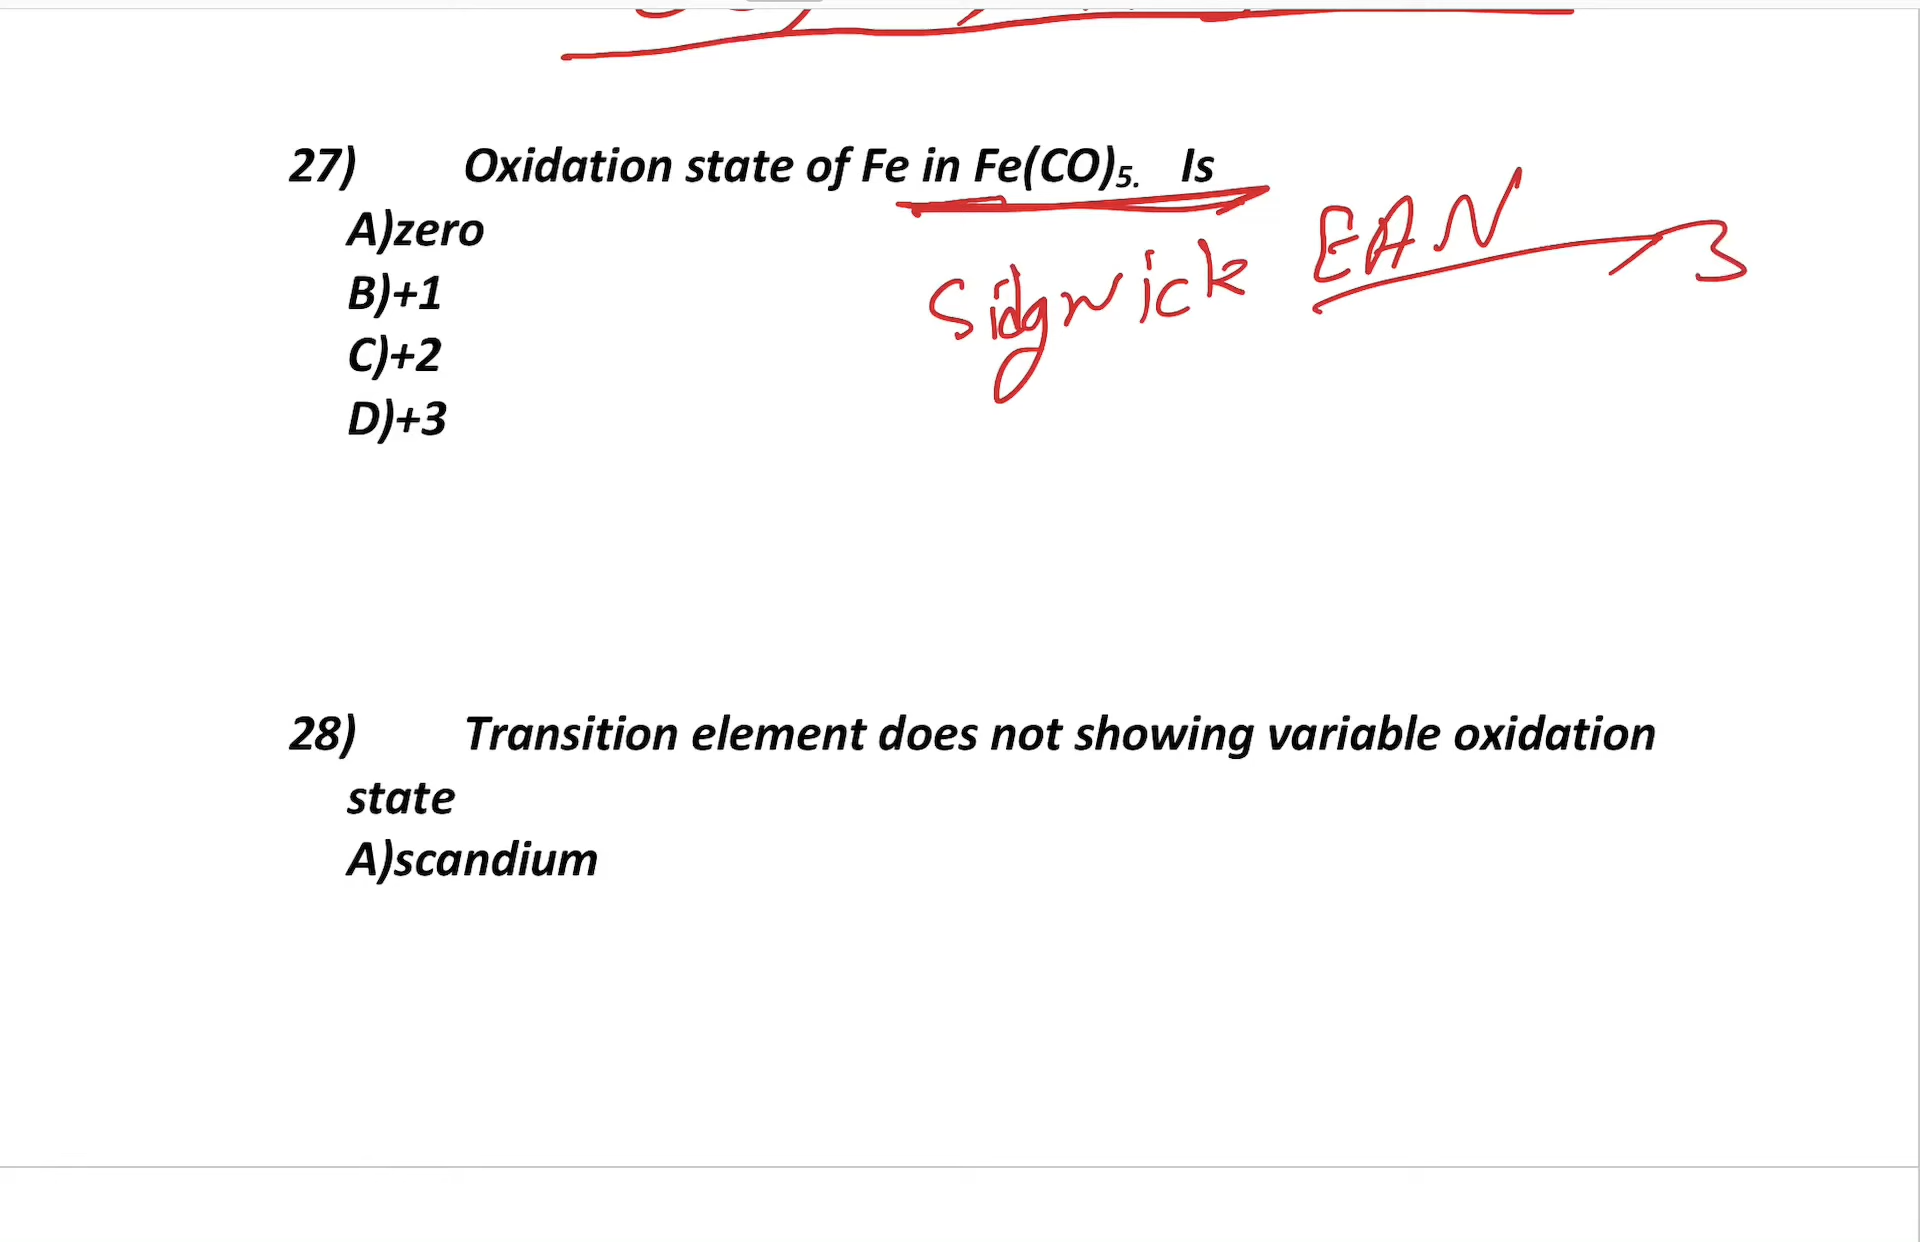 27) Oxidation state of Fe in Fe(CO)₅. Is
A)zero
EAN
3
B)+1
Sidgwick
C)+2
D)+3
28) Transition element does not showing variable oxidation
state
A)scandium